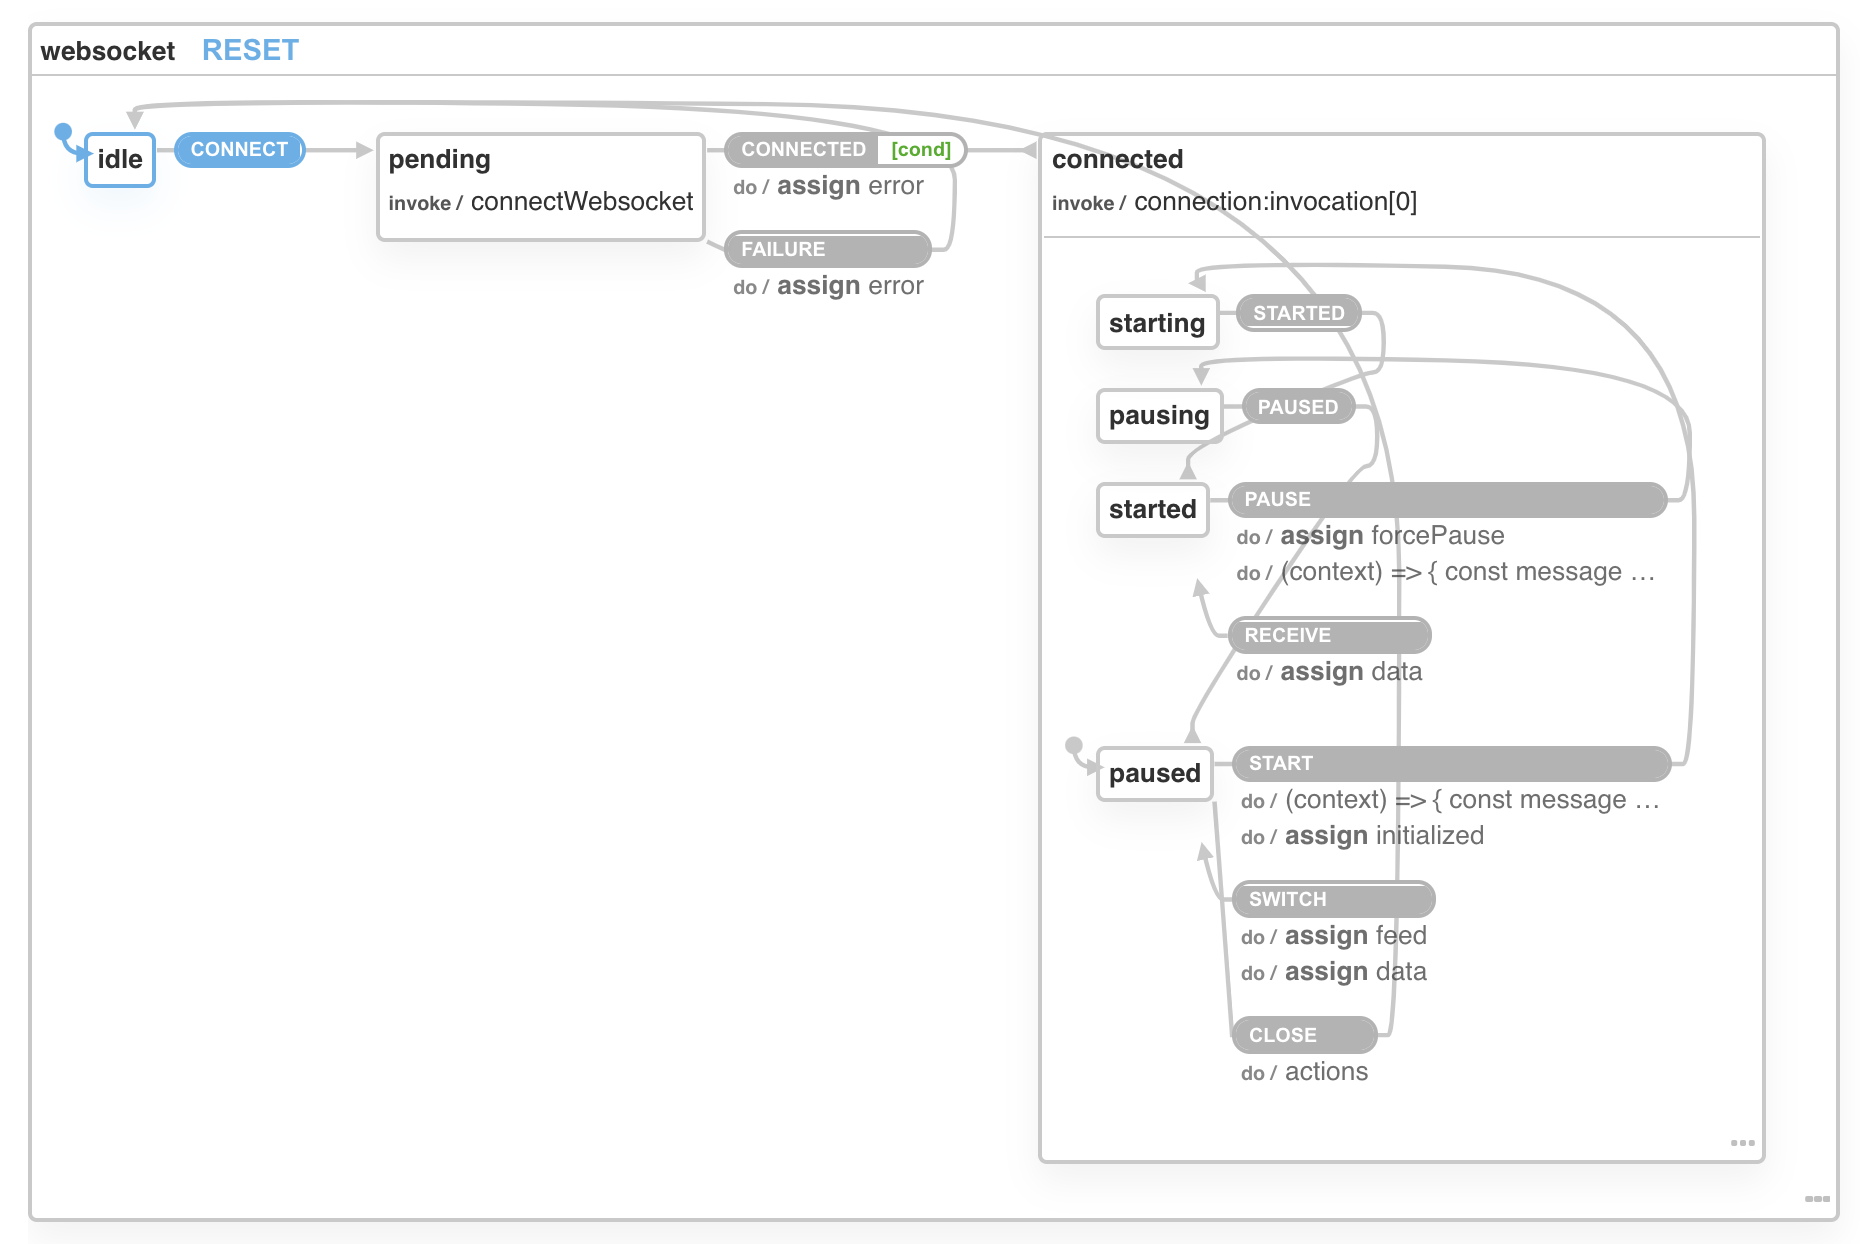 websocket RESET
idle
CONNECT
pending
invoke / connectWebsocket
CONNECTED [cond]
do / assign error
FAILURE
do / assign error
connected
invoke / connection:invocation[0]
starting
STARTED
pausing
PAUSED
started
PAUSE
do / assign forcePause
do / (context) => { const message …
RECEIVE
do / assign data
paused
START
do / (context) => { const message …
do / assign initialized
SWITCH
do / assign feed
do / assign data
CLOSE
do / actions